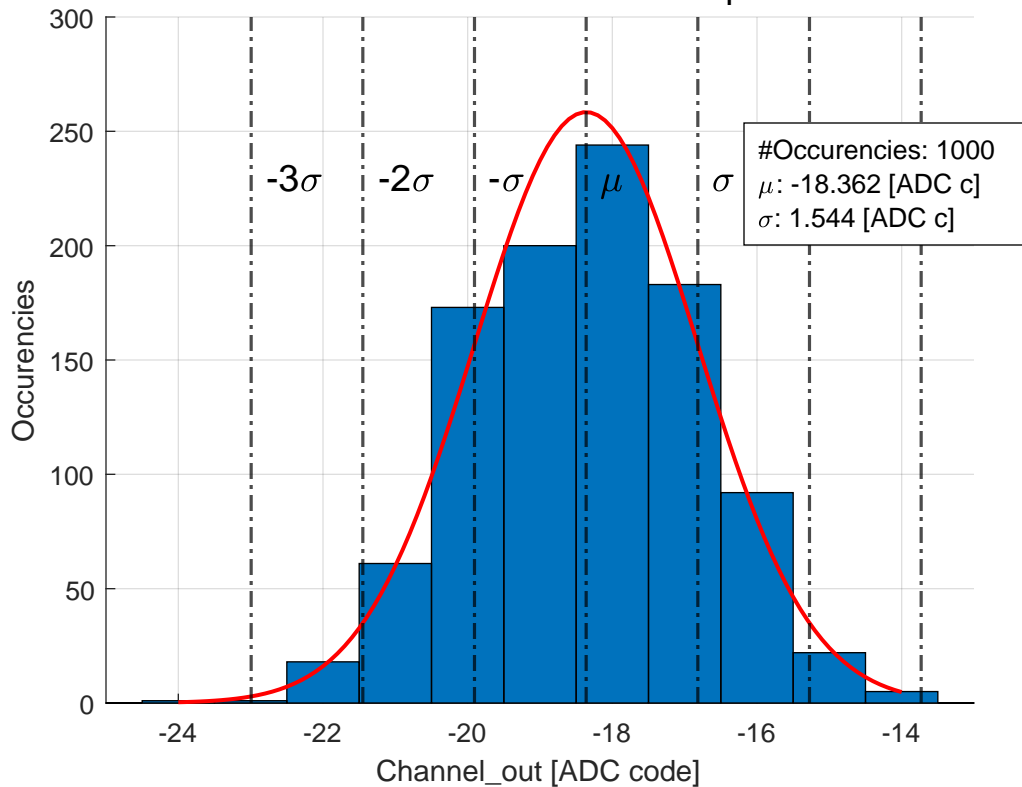 300
250
200
150
100
50
0
Occurencies
-3σ
-2σ
-σ
μ
σ
#Occurencies: 1000
μ: -18.362 [ADC c]
σ: 1.544 [ADC c]
-24
-22
-20
-18
-16
-14
Channel_out [ADC code]